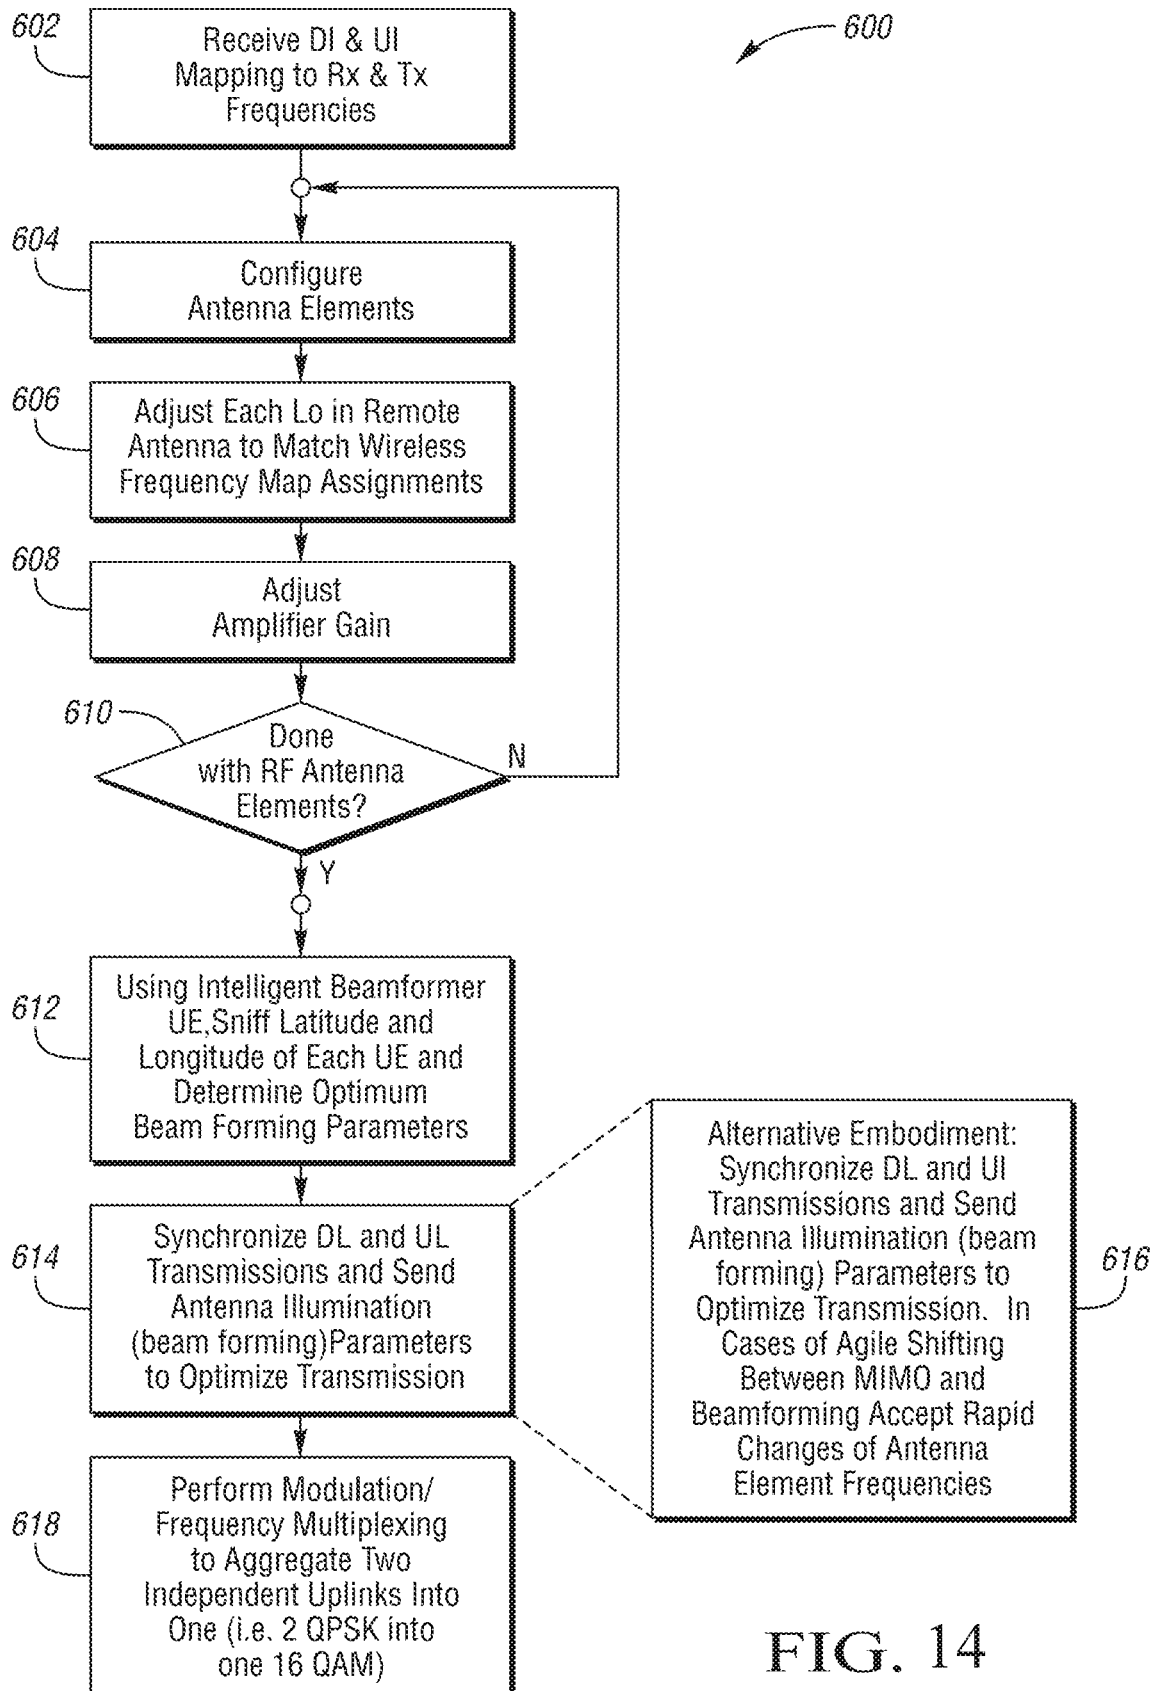 602
Receive DI & UI
Mapping to Rx & Tx
Frequencies
600
604
Configure
Antenna Elements
606
Adjust Each Lo in Remote
Antenna to Match Wireless
Frequency Map Assignments
608
Adjust
Amplifier Gain
610
Done
with RF Antenna
Elements?
N
Y
612
Using Intelligent Beamformer
UE,Sniff Latitude and
Longitude of Each UE and
Determine Optimum
Beam Forming Parameters
614
Synchronize DL and UL
Transmissions and Send
Antenna Illumination
(beam forming)Parameters
to Optimize Transmission
Alternative Embodiment:
Synchronize DL and UI
Transmissions and Send
Antenna Illumination (beam
forming) Parameters to
Optimize Transmission. In
Cases of Agile Shifting
Between MIMO and
Beamforming Accept Rapid
Changes of Antenna
Element Frequencies
616
618
Perform Modulation/
Frequency Multiplexing
to Aggregate Two
Independent Uplinks Into
One (i.e. 2 QPSK into
one 16 QAM)
FIG. 14